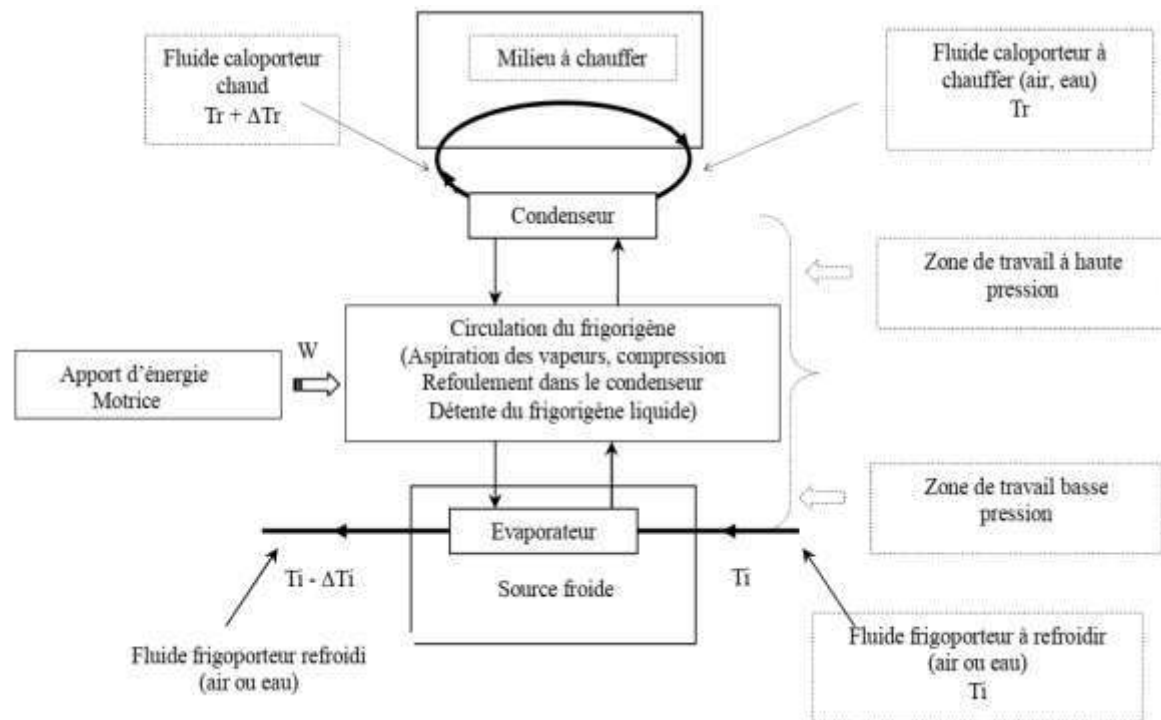 Fluide caloporteur
chaud
Tr + ΔTr
Milieu à chauffer
Fluide caloporteur à
chauffer (air, eau)
Tr
Condenseur
Zone de travail à haute
pression
Apport d’énergie
Motrice
W
Circulation du frigorigène
(Aspiration des vapeurs, compression
Refoulement dans le condenseur
Détente du frigorigène liquide)
Zone de travail basse
pression
Evaporateur
Ti - ΔTi
Source froide
Ti
Fluide frigoporteur refroidi
(air ou eau)
Fluide frigoporteur à refroidir
(air ou eau)
Ti